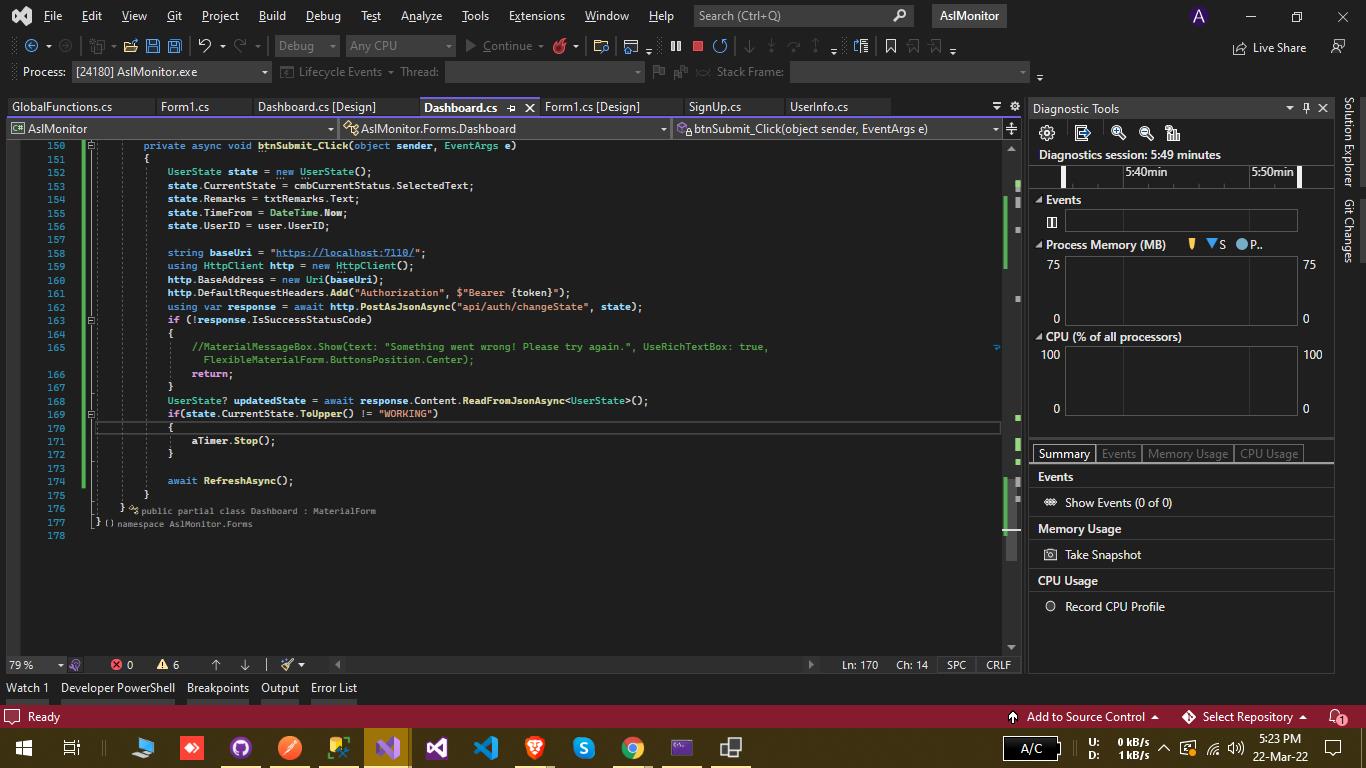 File Edit View Git Project Build Debug Test Analyze Tools Extensions Window Help Search (Ctrl+Q) AslMonitor A
Debug Any CPU Continue Live Share
Process: [24180] AslMonitor.exe Lifecycle Events Thread: Stack Frame:
GlobalFunctions.cs Form1.cs Dashboard.cs [Design] Dashboard.cs Form1.cs [Design] SignUp.cs UserInfo.cs
C# AslMonitor AslMonitor.Forms.Dashboard btnSubmit_Click(object sender, EventArgs e)
150 private async void btnSubmit_Click(object sender, EventArgs e)
151 {
152 UserState state = new UserState();
153 state.CurrentState = cmbCurrentStatus.SelectedText;
154 state.Remarks = txtRemarks.Text;
155 state.TimeFrom = DateTime.Now;
156 state.UserID = user.UserID;
157
158 string baseUri = "https://localhost:7110/";
159 using HttpClient http = new HttpClient();
160 http.BaseAddress = new Uri(baseUri);
161 http.DefaultRequestHeaders.Add("Authorization", $"Bearer {token}");
162 using var response = await http.PostAsJsonAsync("api/auth/changeState", state);
163 if (!response.IsSuccessStatusCode)
164 {
165 //MaterialMessageBox.Show(text: "Something went wrong! Please try again.", UseRichTextBox: true,
FlexibleMaterialForm.ButtonsPosition.Center);
166 return;
167 }
168 UserState? updatedState = await response.Content.ReadFromJsonAsync<UserState>();
169 if(state.CurrentState.ToUpper() != "WORKING")
170 {
171 aTimer.Stop();
172 }
173
174 await RefreshAsync();
175 }
176 } public partial class Dashboard : MaterialForm
177 } namespace AslMonitor.Forms
178
79 % 0 6 Ln: 170 Ch: 14 SPC CRLF
Diagnostic Tools
Diagnostics session: 5:49 minutes
5:40min 5:50min
Events
Process Memory (MB) S P..
75 75
0 0
CPU (% of all processors)
100 100
0 0
Summary Events Memory Usage CPU Usage
Events
Show Events (0 of 0)
Memory Usage
Take Snapshot
CPU Usage
Record CPU Profile
Solution Explorer
Git Changes
Watch 1 Developer PowerShell Breakpoints Output Error List
Ready Add to Source Control Select Repository 1
A/C U: 0 kB/s D: 1 kB/s 5:23 PM
22-Mar-22